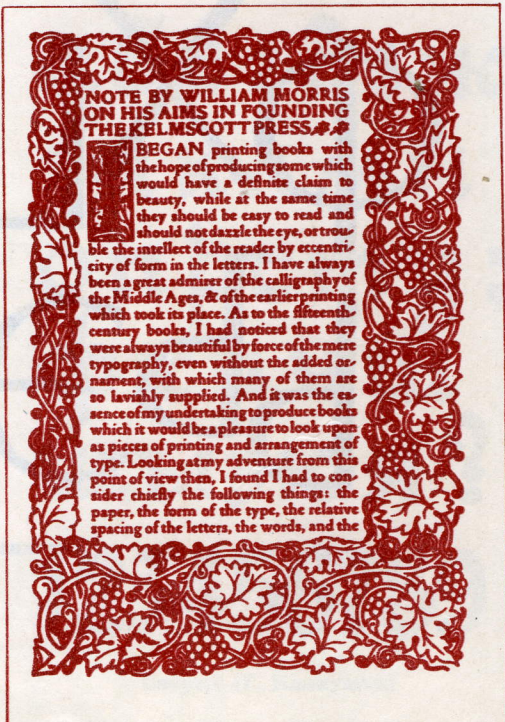 NOTE BY WILLIAM MORRIS
ON HIS AIMS IN FOUNDING
THE KELMSCOTT PRESS
I BEGAN printing books with
the hope of producing some which
would have a definite claim to
beauty, while at the same time
they should be easy to read and
should not dazzle the eye, or trou-
ble the intellect of the reader by eccentri-
city of form in the letters. I have always
been a great admirer of the calligraphy of
the Middle Ages, & of the earlier printing
which took its place. As to the fifteenth-
century books, I had noticed that they
were always beautiful by force of the mere
typography, even without the added or-
nament, with which many of them are
so lavishly supplied. And it was the es-
sence of my undertaking to produce books
which it would be a pleasure to look upon
as pieces of printing and arrangement of
type. Looking at my adventure from this
point of view then, I found I had to con-
sider chiefly the following things: the
paper, the form of the type, the relative
spacing of the letters, the words, and the